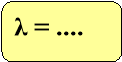 λ = ....